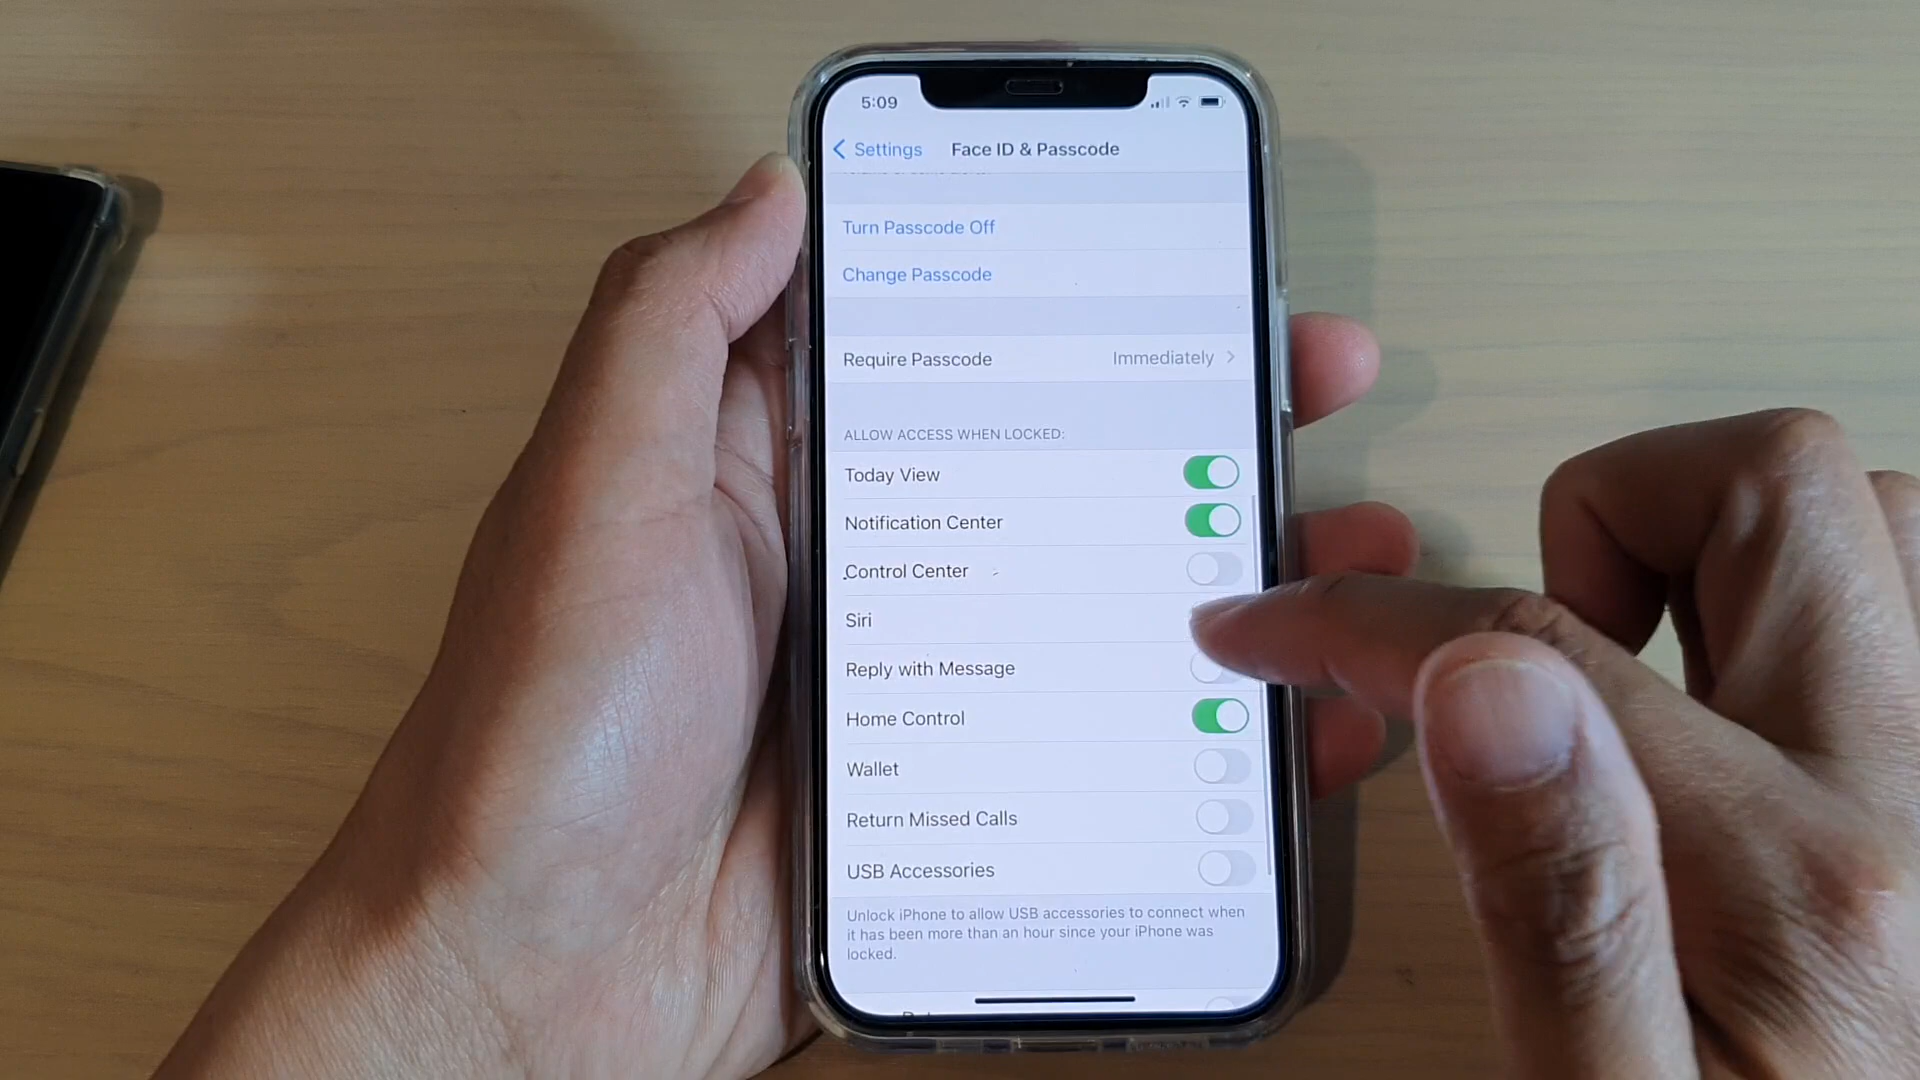 5:09
Settings
Face ID & Passcode
Turn Passcode Off
Change Passcode
Require Passcode Immediately
ALLOW ACCESS WHEN LOCKED:
Today View
Notification Center
Control Center
Siri
Reply with Message
Home Control
Wallet
Return Missed Calls
USB Accessories
Unlock iPhone to allow USB accessories to connect when
it has been more than an hour since your iPhone was
locked.